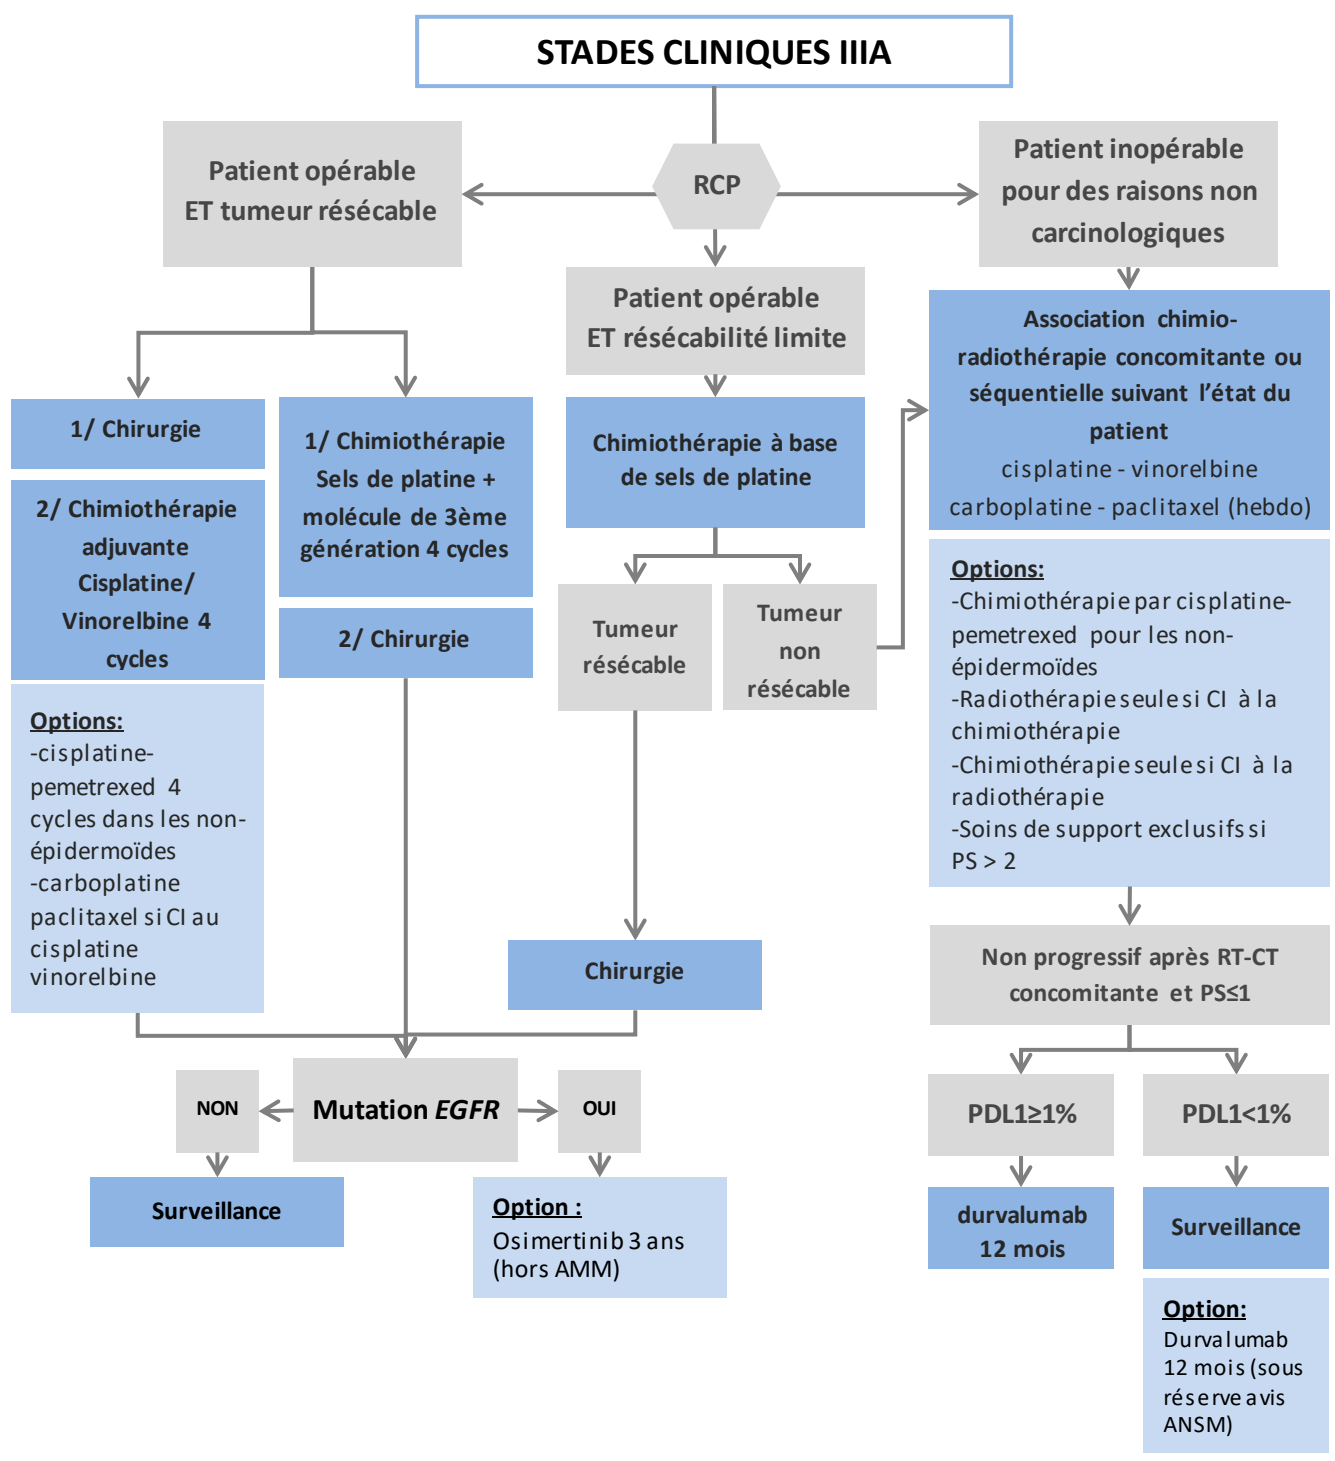 STADES CLINIQUES IIIA
RCP
Patient opérable
ET tumeur résécable
1/ Chirurgie
2/ Chimiothérapie
adjuvante
Cisplatine/
Vinorelbine 4
cycles
Options:
-cisplatine-
pemetrexed 4
cycles dans les non-
épidermoïdes
-carboplatine
paclitaxel si CI au
cisplatine
vinorelbine
1/ Chimiothérapie
Sels de platine +
molécule de 3ème
génération 4 cycles
2/ Chirurgie
Patient opérable
ET résécabilité limite
Chimiothérapie à base
de sels de platine
Tumeur
résécable
Tumeur
non
résécable
Chirurgie
Mutation EGFR
NON
OUI
Surveillance
Option :
Osimertinib 3 ans
(hors AMM)
Patient inopérable
pour des raisons non
carcinologiques
Association chimio-
radiothérapie concomitante ou
séquentielle suivant l’état du
patient
cisplatine - vinorelbine
carboplatine - paclitaxel (hebdo)
Options:
-Chimiothérapie par cisplatine-
pemetrexed pour les non-
épidermoïdes
-Radiothérapie seule si CI à la
chimiothérapie
-Chimiothérapie seule si CI à la
radiothérapie
-Soins de support exclusifs si
PS > 2
Non progressif après RT-CT
concomitante et PS≤1
PDL1≥1%
PDL1<1%
durvalumab
12 mois
Surveillance
Option:
Durvalumab
12 mois (sous
réserve avis
ANSM)